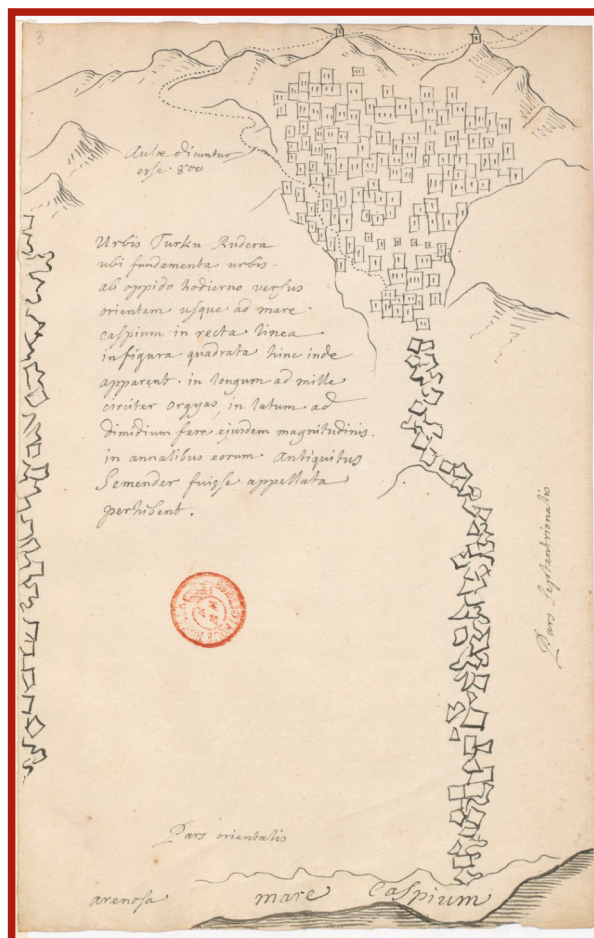 8
Aulæ dicuntur
esse 800
Urbis Turku Rudera
ubi fundamenta urbis
ab oppido hodierno versus
orientem usque ad mare
caspium in recta linea
in figura quadrata hinc inde
apparent. in longum ad mille
circiter orgyas, in latum ad
dimidium fere ejusdem magnitudinis.
in annalibus eorum Antiquitus
Semender fuisse appellata
perhibent.
Pars Septentrionalis
Pars orientalis
arenosa
mare Caspium